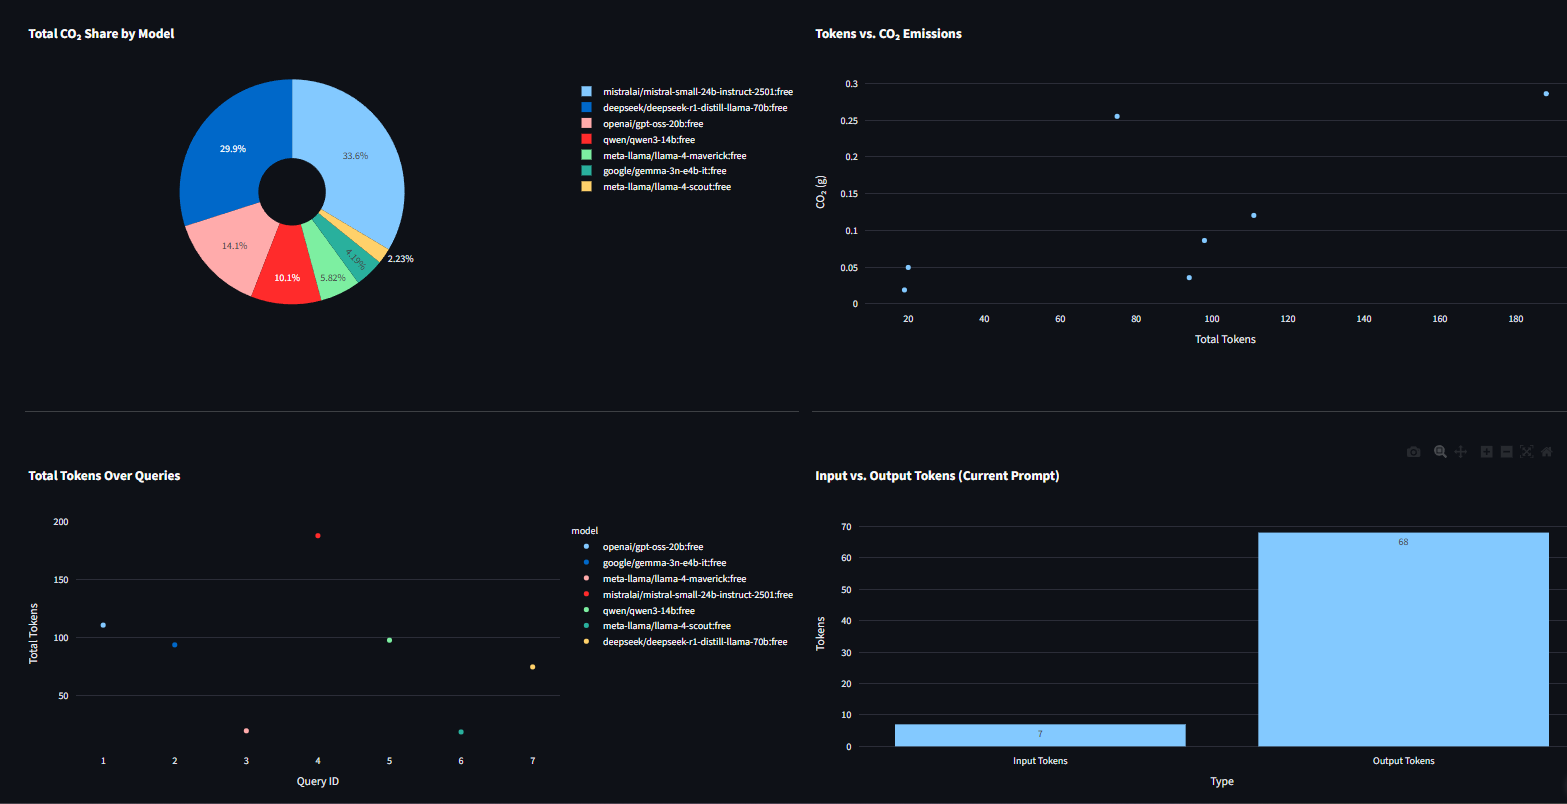 Total CO₂ Share by Model
33.6%
29.9%
14.1%
10.1%
5.82%
4.19%
2.23%
mistralai/mistral-small-24b-instruct-2501:free
deepseek/deepseek-r1-distill-llama-70b:free
openai/gpt-oss-20b:free
qwen/qwen3-14b:free
meta-llama/llama-4-maverick:free
google/gemma-3n-e4b-it:free
meta-llama/llama-4-scout:free
Tokens vs. CO₂ Emissions
0.3
0.25
0.2
0.15
0.1
0.05
0
CO₂ (g)
20 40 60 80 100 120 140 160 180
Total Tokens
Total Tokens Over Queries
200
150
100
50
Total Tokens
1 2 3 4 5 6 7
Query ID
model
openai/gpt-oss-20b:free
google/gemma-3n-e4b-it:free
meta-llama/llama-4-maverick:free
mistralai/mistral-small-24b-instruct-2501:free
qwen/qwen3-14b:free
meta-llama/llama-4-scout:free
deepseek/deepseek-r1-distill-llama-70b:free
Input vs. Output Tokens (Current Prompt)
70
60
50
40
30
20
10
0
Tokens
7
68
Input Tokens Output Tokens
Type